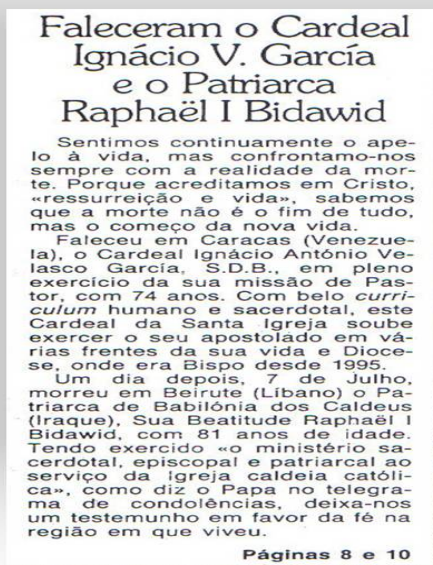 Faleceram o Cardeal
Ignácio V. García
e o Patriarca
Raphaël I Bidawid
Sentimos continuamente o ape-
lo à vida, mas confrontamo-nos
sempre com a realidade da mor-
te. Porque acreditamos em Cristo,
«ressurreição e vida», sabemos
que a morte não é o fim de tudo,
mas o começo da nova vida.
Faleceu em Caracas (Venezue-
la), o Cardeal Ignácio António Ve-
lasco García, S.D.B., em pleno
exercício da sua missão de Pas-
tor, com 74 anos. Com belo curri-
culum humano e sacerdotal, este
Cardeal da Santa Igreja soube
exercer o seu apostolado em vá-
rias frentes da sua vida e Dioce-
se, onde era Bispo desde 1995.
Um dia depois, 7 de Julho,
morreu em Beirute (Líbano) o Pa-
triarca de Babilónia dos Caldeus
(Iraque), Sua Beatitude Raphaël I
Bidawid, com 81 anos de idade.
Tendo exercido «o ministério sa-
cerdotal, episcopal e patriarcal ao
serviço da Igreja caldeia católi-
ca», como diz o Papa no telegra-
ma de condolências, deixa-nos
um testemunho em favor da fé na
região em que viveu.
Páginas 8 e 10